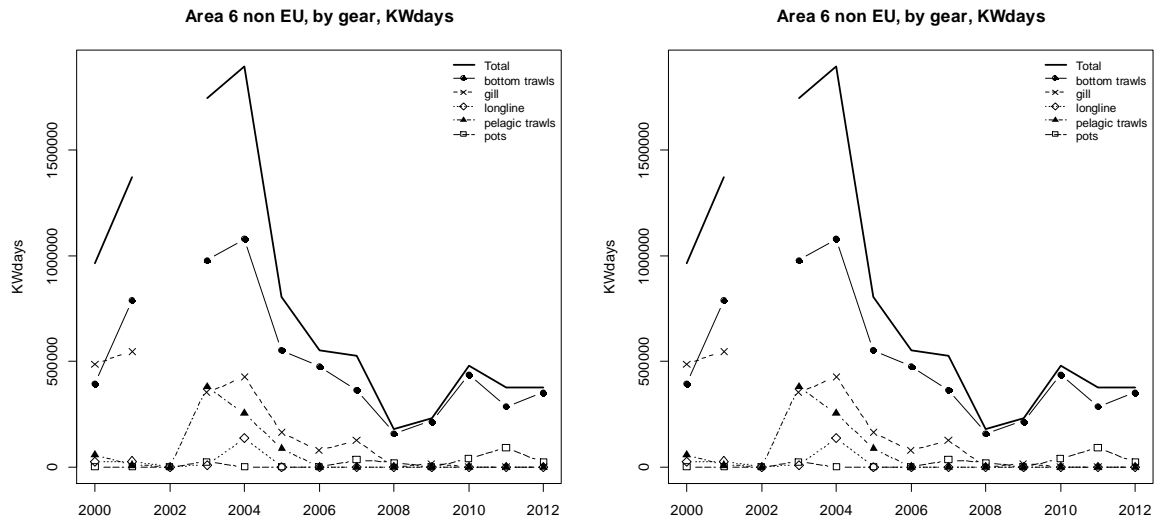 Area 6 non EU, by gear, KWdays
KWdays
1500000
1000000
500000
0
2000
2002
2004
2006
2008
2010
2012
Total
bottom trawls
gill
longline
pelagic trawls
pots
Area 6 non EU, by gear, KWdays
KWdays
1500000
1000000
500000
0
2000
2002
2004
2006
2008
2010
2012
Total
bottom trawls
gill
longline
pelagic trawls
pots